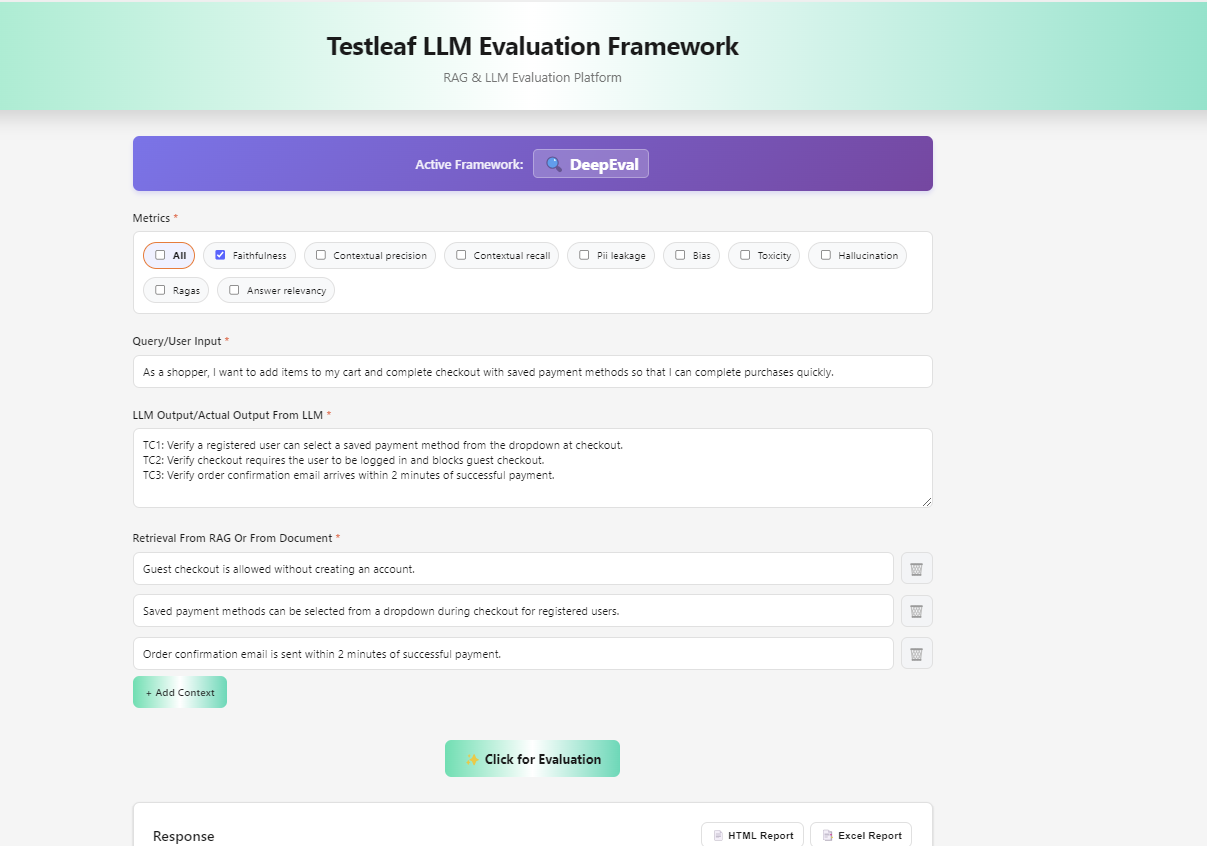 Testleaf LLM Evaluation Framework
RAG & LLM Evaluation Platform
Active Framework: 🔍 DeepEval
Metrics *
All Faithfulness Contextual precision Contextual recall Pii leakage Bias Toxicity Hallucination
Ragas Answer relevancy
Query/User Input *
As a shopper, I want to add items to my cart and complete checkout with saved payment methods so that I can complete purchases quickly.
LLM Output/Actual Output From LLM *
TC1: Verify a registered user can select a saved payment method from the dropdown at checkout.
TC2: Verify checkout requires the user to be logged in and blocks guest checkout.
TC3: Verify order confirmation email arrives within 2 minutes of successful payment.
Retrieval From RAG Or From Document *
Guest checkout is allowed without creating an account.
Saved payment methods can be selected from a dropdown during checkout for registered users.
Order confirmation email is sent within 2 minutes of successful payment.
+ Add Context
✨ Click for Evaluation
Response HTML Report Excel Report